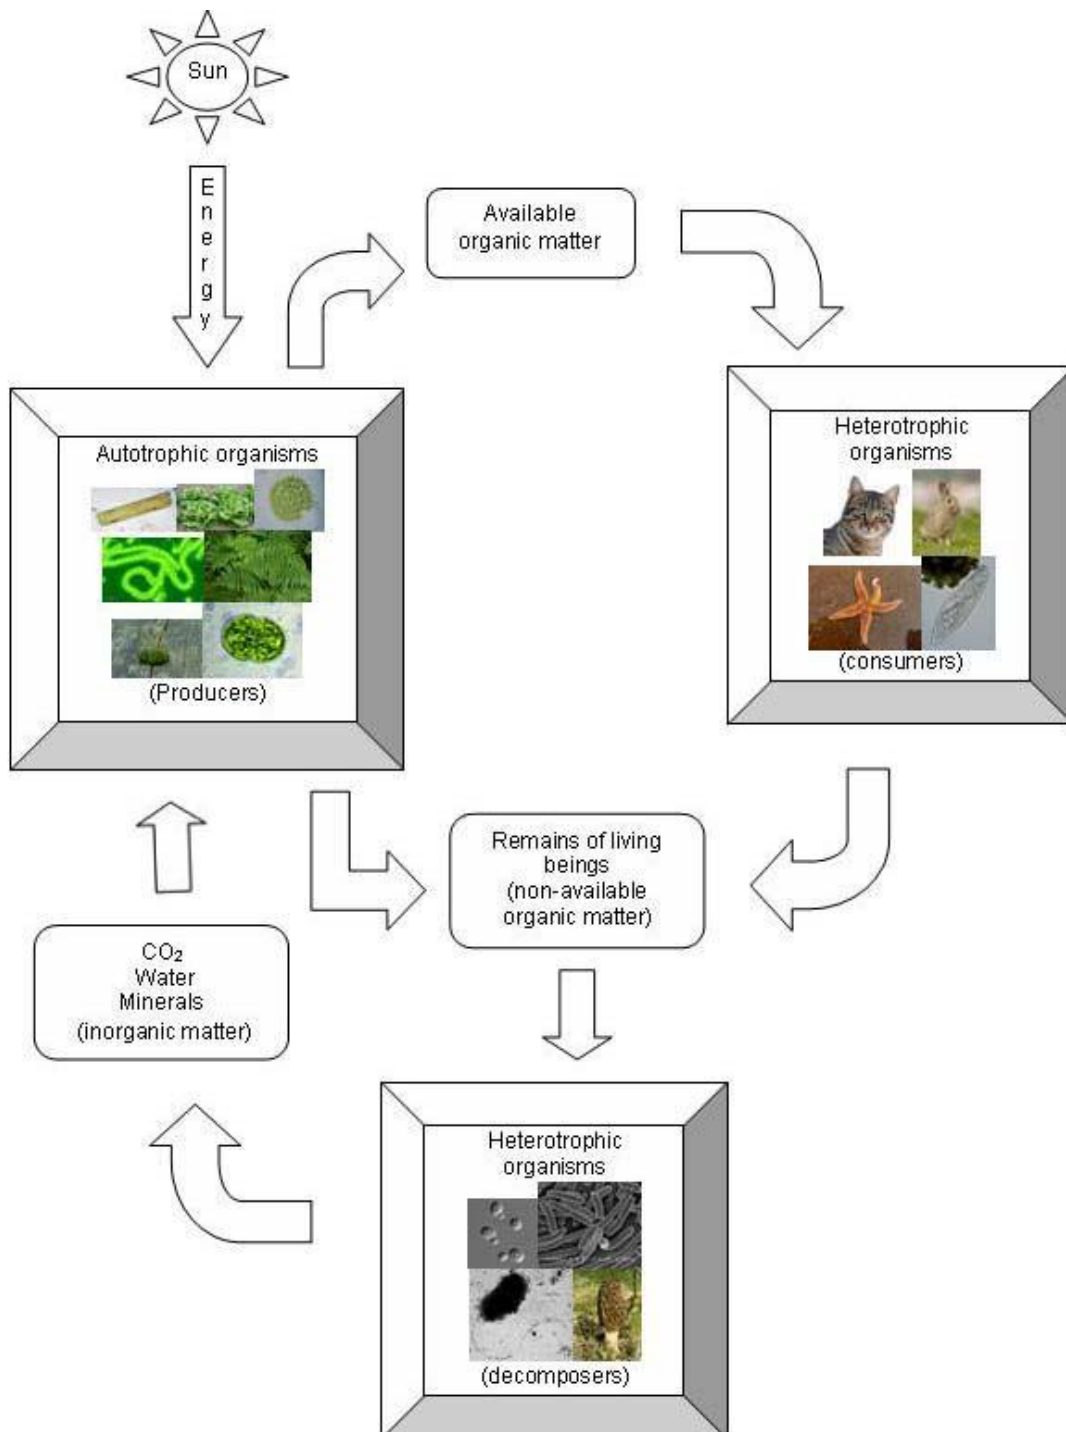 Sun
Energy
Available
organic matter
Autotrophic organisms
(Producers)
Heterotrophic
organisms
(consumers)
Remains of living
beings
(non-available
organic matter)
CO₂
Water
Minerals
(inorganic matter)
Heterotrophic
organisms
(decomposers)